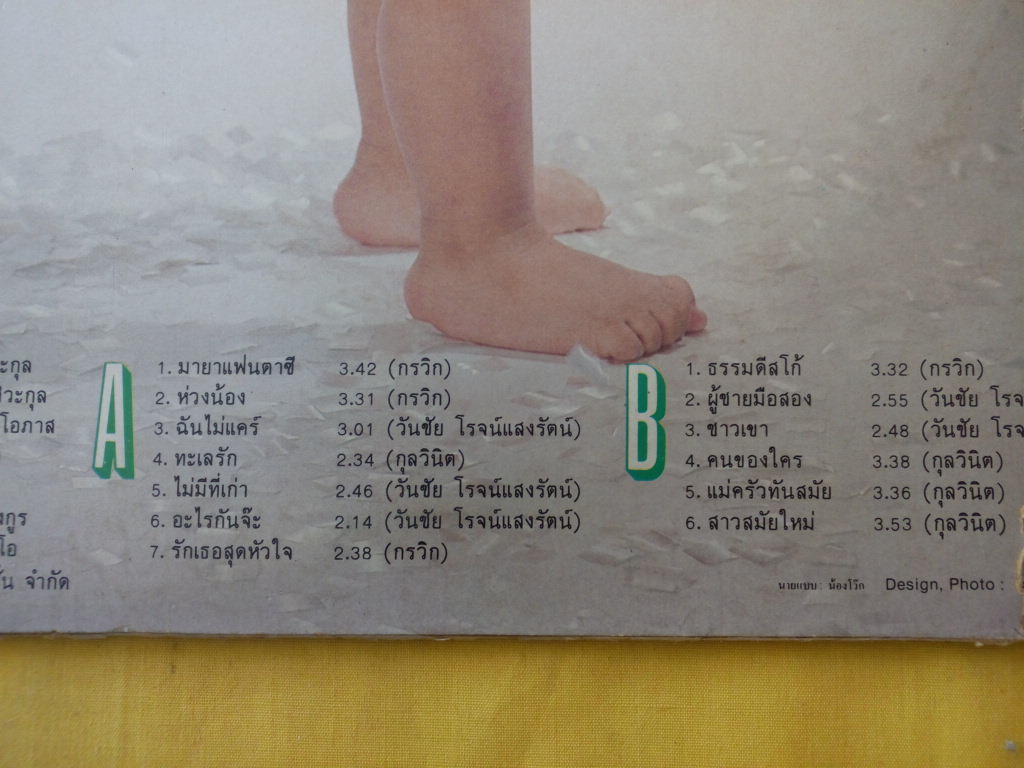 ะกุล
ีวะกุล
โอภาส
กูร
โอ
ั่น จำกัด
A
1. มายาแฟนตาซี 3.42 (กรวิก)
2. ห่วงน้อง 3.31 (กรวิก)
3. ฉันไม่แคร์ 3.01 (วันชัย โรจน์แสงรัตน์)
4. ทะเลรัก 2.34 (กุลวินิต)
5. ไม่มีที่เก่า 2.46 (วันชัย โรจน์แสงรัตน์)
6. อะไรกันจ๊ะ 2.14 (วันชัย โรจน์แสงรัตน์)
7. รักเธอสุดหัวใจ 2.38 (กรวิก)
B
1. ธรรมดีสโก้ 3.32 (กรวิก)
2. ผู้ชายมือสอง 2.55 (วันชัย โรจ
3. ชาวเขา 2.48 (วันชัย โรจ
4. คนของใคร 3.38 (กุลวินิต)
5. แม่ครัวทันสมัย 3.36 (กุลวินิต)
6. สาวสมัยใหม่ 3.53 (กุลวินิต)
นายแบบ : น้องโว๊ก Design, Photo :